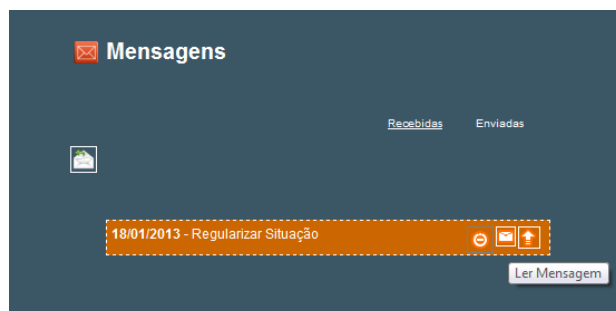 Mensagens
Recebidas Enviadas
18/01/2013 - Regularizar Situação
Ler Mensagem